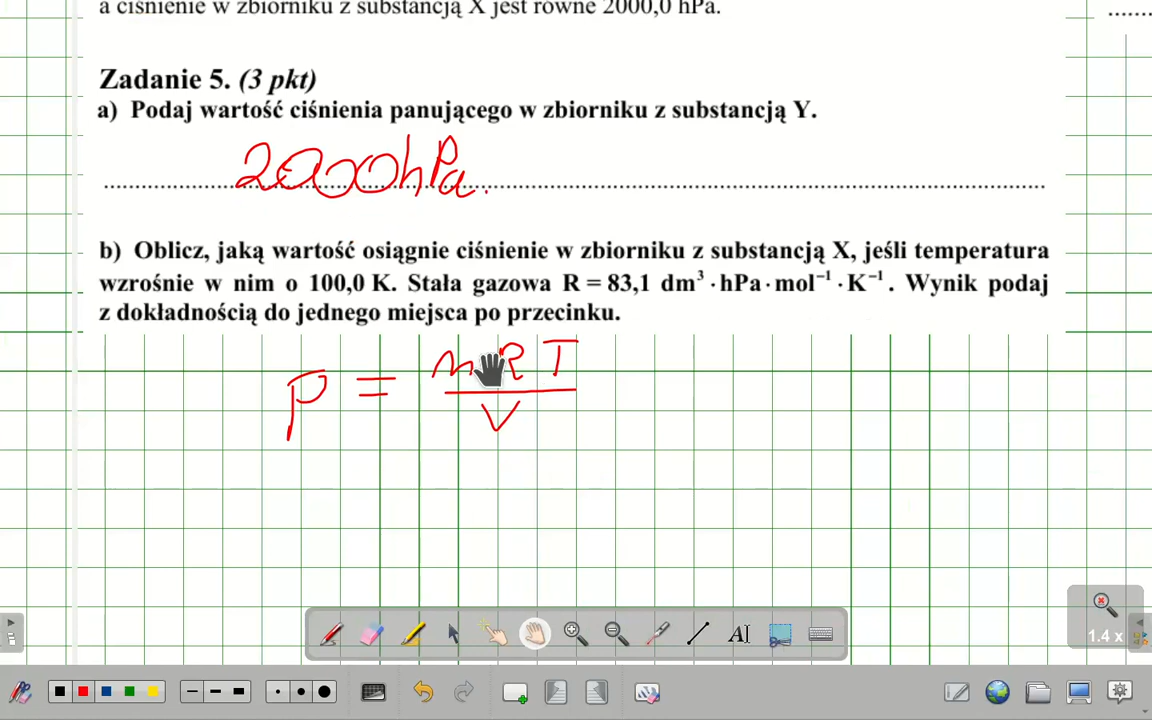 a ciśnienie w zbiorniku z substancją X jest równe 2000,0 hPa.
Zadanie 5. (3 pkt)
a) Podaj wartość ciśnienia panującego w zbiorniku z substancją Y.
2000hPa.
b) Oblicz, jaką wartość osiągnie ciśnienie w zbiorniku z substancją X, jeśli temperatura
wzrośnie w nim o 100,0 K. Stała gazowa R = 83,1 dm³ · hPa · mol⁻¹ · K⁻¹. Wynik podaj
z dokładnością do jednego miejsca po przecinku.
p = nRT
V
1.4 x